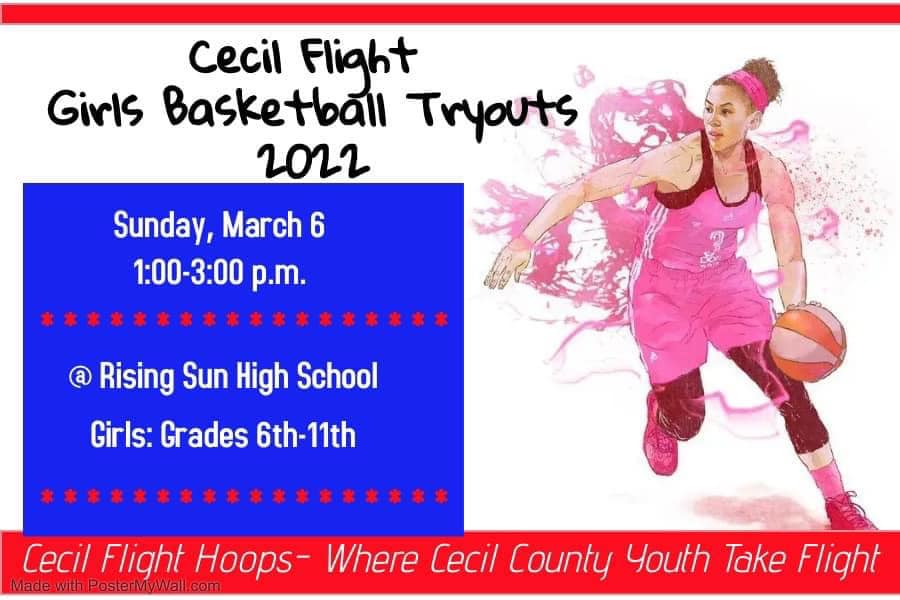 Cecil Flight
Girls Basketball Tryouts
2022
Sunday, March 6
1:00-3:00 p.m.
* * * * * * * * * * * * * * * * * *
@ Rising Sun High School
Girls: Grades 6th-11th
* * * * * * * * * * * * * * * * * *
Cecil Flight Hoops- Where Cecil County Youth Take Flight
Made with PosterMyWall.com